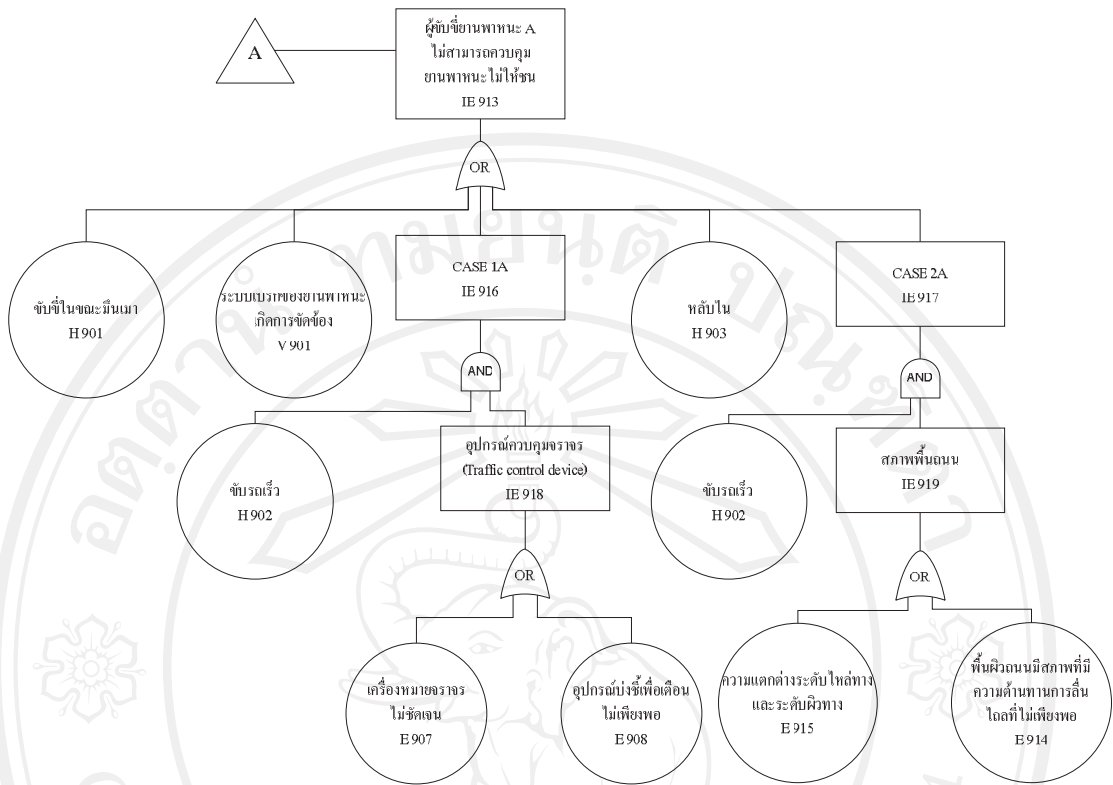 A
ผู้ขับขี่ยานพาหนะ A
ไม่สามารถควบคุม
ยานพาหนะไม่ให้ชน
IE 913
OR
ขับขี่ในขณะมึนเมา
H 901
ระบบเบรกของยานพาหนะ
เกิดการขัดข้อง
V 901
CASE 1A
IE 916
หลับใน
H 903
CASE 2A
IE 917
AND
AND
ขับรถเร็ว
H 902
อุปกรณ์ควบคุมจราจร
(Traffic control device)
IE 918
ขับรถเร็ว
H 902
สภาพพื้นถนน
IE 919
OR
OR
เครื่องหมายจราจร
ไม่ชัดเจน
E 907
อุปกรณ์บ่งชี้เพื่อเตือน
ไม่เพียงพอ
E 908
ความแตกต่างระดับไหล่ทาง
และระดับผิวทาง
E 915
พื้นผิวถนนมีสภาพที่มี
ความต้านทานการลื่น
ไถลที่ไม่เพียงพอ
E 914